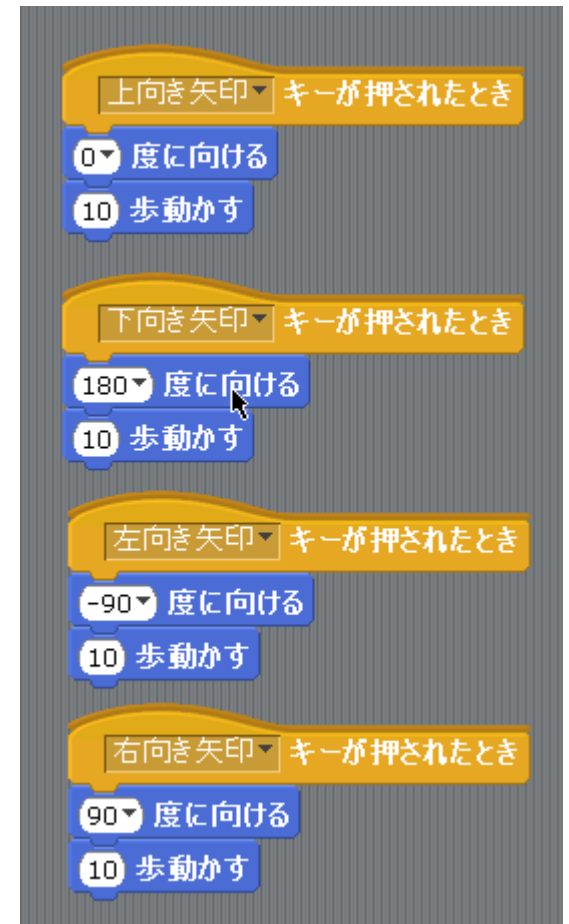 上向き矢印 キーが押されたとき
0 度に向ける
10 歩動かす
下向き矢印 キーが押されたとき
180 度に向ける
10 歩動かす
左向き矢印 キーが押されたとき
-90 度に向ける
10 歩動かす
右向き矢印 キーが押されたとき
90 度に向ける
10 歩動かす